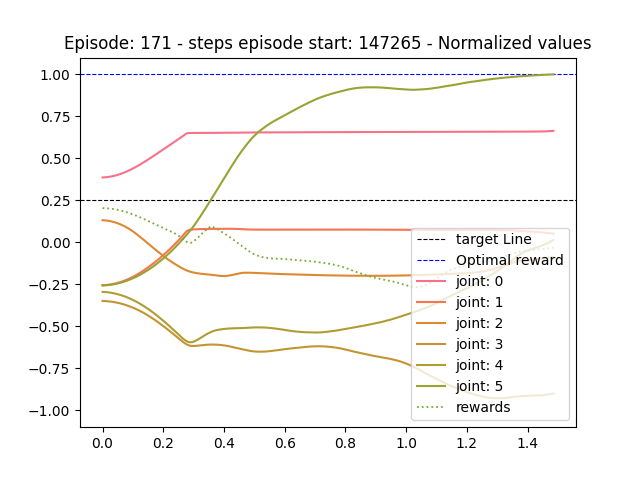 Episode: 171 - steps episode start: 147265 - Normalized values
1.00
0.75
0.50
0.25
0.00
−0.25
−0.50
−0.75
−1.00
target Line
Optimal reward
joint: 0
joint: 1
joint: 2
joint: 3
joint: 4
joint: 5
rewards
0.0 0.2 0.4 0.6 0.8 1.0 1.2 1.4